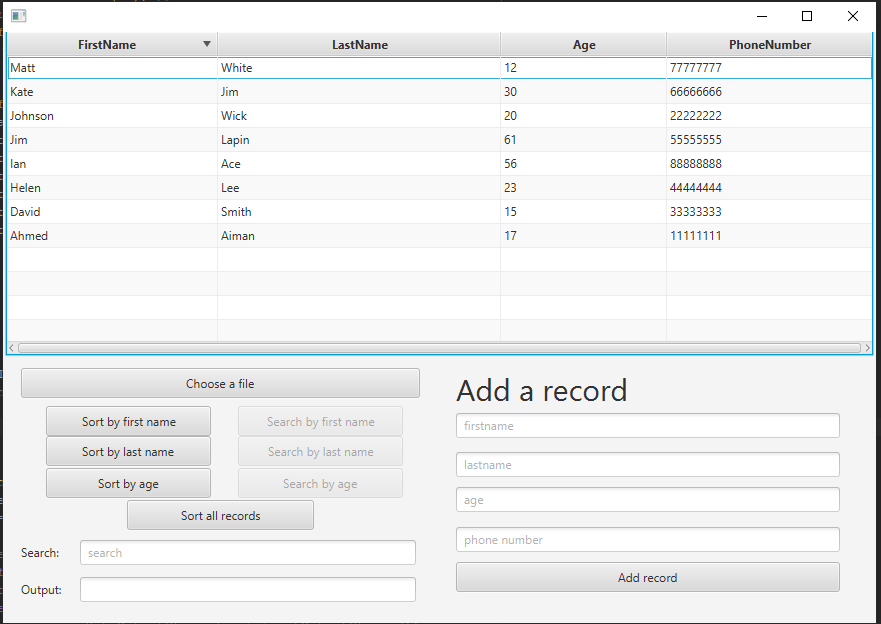 FirstName LastName Age PhoneNumber
Matt White 12 77777777
Kate Jim 30 66666666
Johnson Wick 20 22222222
Jim Lapin 61 55555555
Ian Ace 56 88888888
Helen Lee 23 44444444
David Smith 15 33333333
Ahmed Aiman 17 11111111
Choose a file
Sort by first name Search by first name
Sort by last name Search by last name
Sort by age Search by age
Sort all records
Search: search
Output:
Add a record
firstname
lastname
age
phone number
Add record